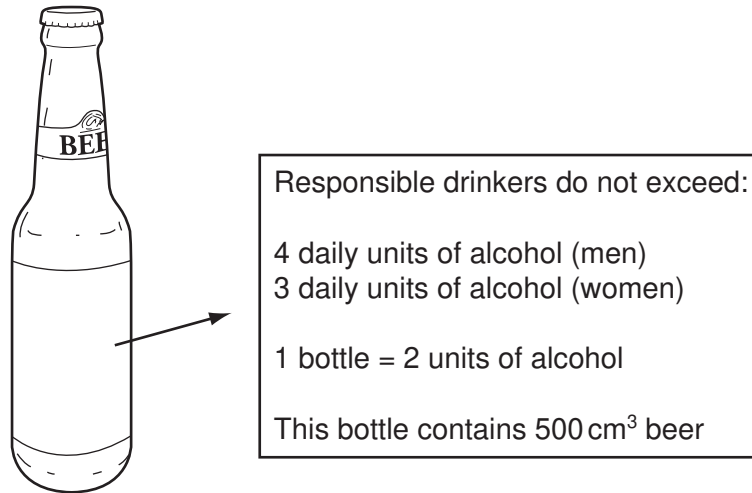 BEE
Responsible drinkers do not exceed:
4 daily units of alcohol (men)
3 daily units of alcohol (women)
1 bottle = 2 units of alcohol
This bottle contains 500 cm³ beer